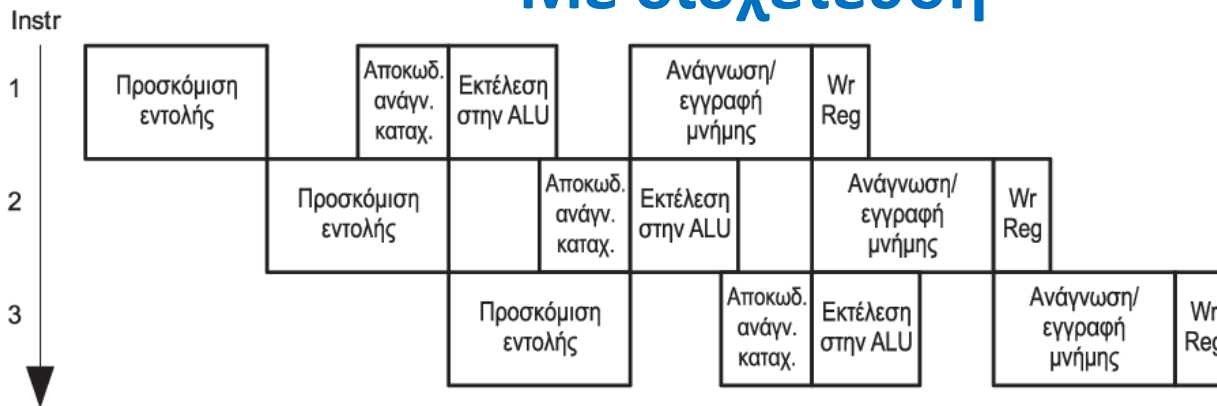 Με διοχέτευση
Instr
1
Προσκόμιση
εντολής
Αποκωδ.
ανάγν.
καταχ.
Εκτέλεση
στην ALU
Ανάγνωση/
εγγραφή
μνήμης
Wr
Reg
2
Προσκόμιση
εντολής
Αποκωδ.
ανάγν.
καταχ.
Εκτέλεση
στην ALU
Ανάγνωση/
εγγραφή
μνήμης
Wr
Reg
3
Προσκόμιση
εντολής
Αποκωδ.
ανάγν.
καταχ.
Εκτέλεση
στην ALU
Ανάγνωση/
εγγραφή
μνήμης
Wr
Reg